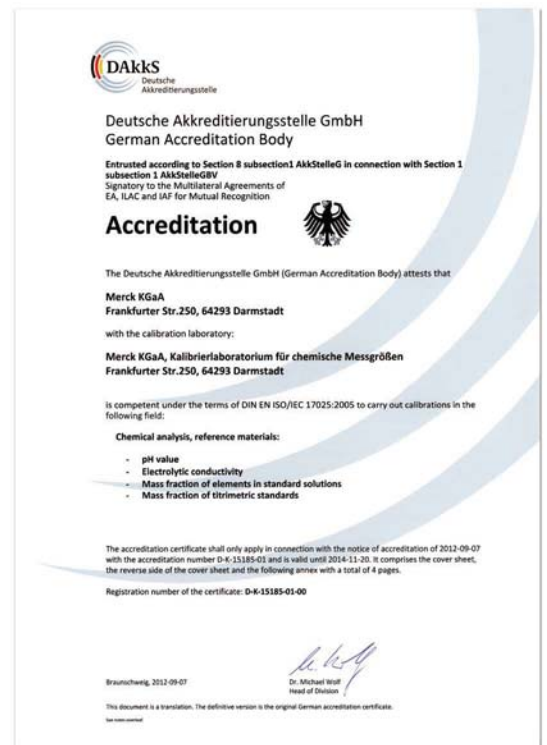 DAkkS
Deutsche
Akkreditierungsstelle
Deutsche Akkreditierungsstelle GmbH
German Accreditation Body
Entrusted according to Section 8 subsection1 AkkStelleG in connection with Section 1
subsection 1 AkkStelleGBV
Signatory to the Multilateral Agreements of
EA, ILAC and IAF for Mutual Recognition
Accreditation
The Deutsche Akkreditierungsstelle GmbH (German Accreditation Body) attests that
Merck KGaA
Frankfurter Str.250, 64293 Darmstadt
with the calibration laboratory:
Merck KGaA, Kalibrierlaboratorium für chemische Messgrößen
Frankfurter Str.250, 64293 Darmstadt
is competent under the terms of DIN EN ISO/IEC 17025:2005 to carry out calibrations in the
following field:
Chemical analysis, reference materials:
- pH value
- Electrolytic conductivity
- Mass fraction of elements in standard solutions
- Mass fraction of titrimetric standards
The accreditation certificate shall only apply in connection with the notice of accreditation of 2012-09-07
with the accreditation number D-K-15185-01 and is valid until 2014-11-20. It comprises the cover sheet,
the reverse side of the cover sheet and the following annex with a total of 4 pages.
Registration number of the certificate: D-K-15185-01-00
Braunschweig, 2012-09-07
Dr. Michael Wolf
Head of Division
This document is a translation. The definitive version is the original German accreditation certificate.
See notes overleaf